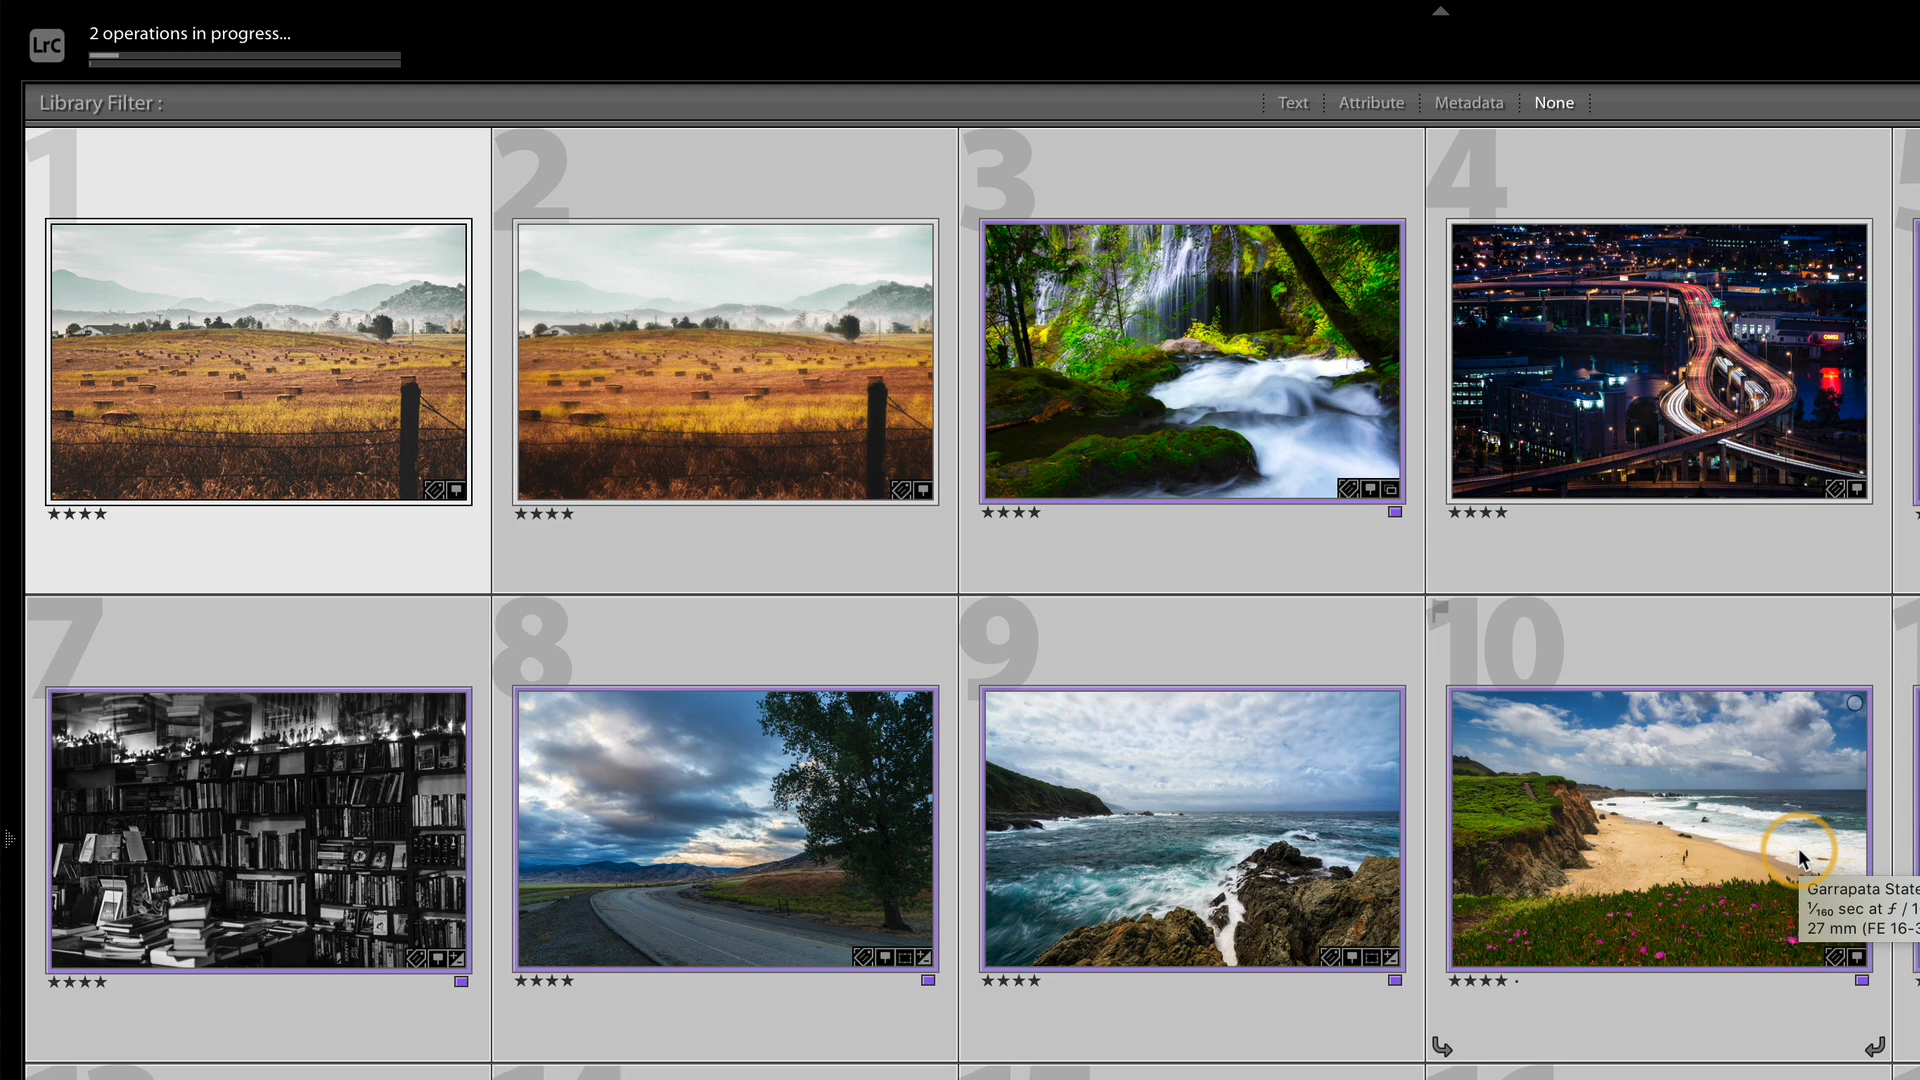 LrC
2 operations in progress...
Library Filter :
Text
Attribute
Metadata
None
1
2
3
4
7
8
9
10
Garrapata State
1/160 sec at ƒ / 1
27 mm (FE 16-3